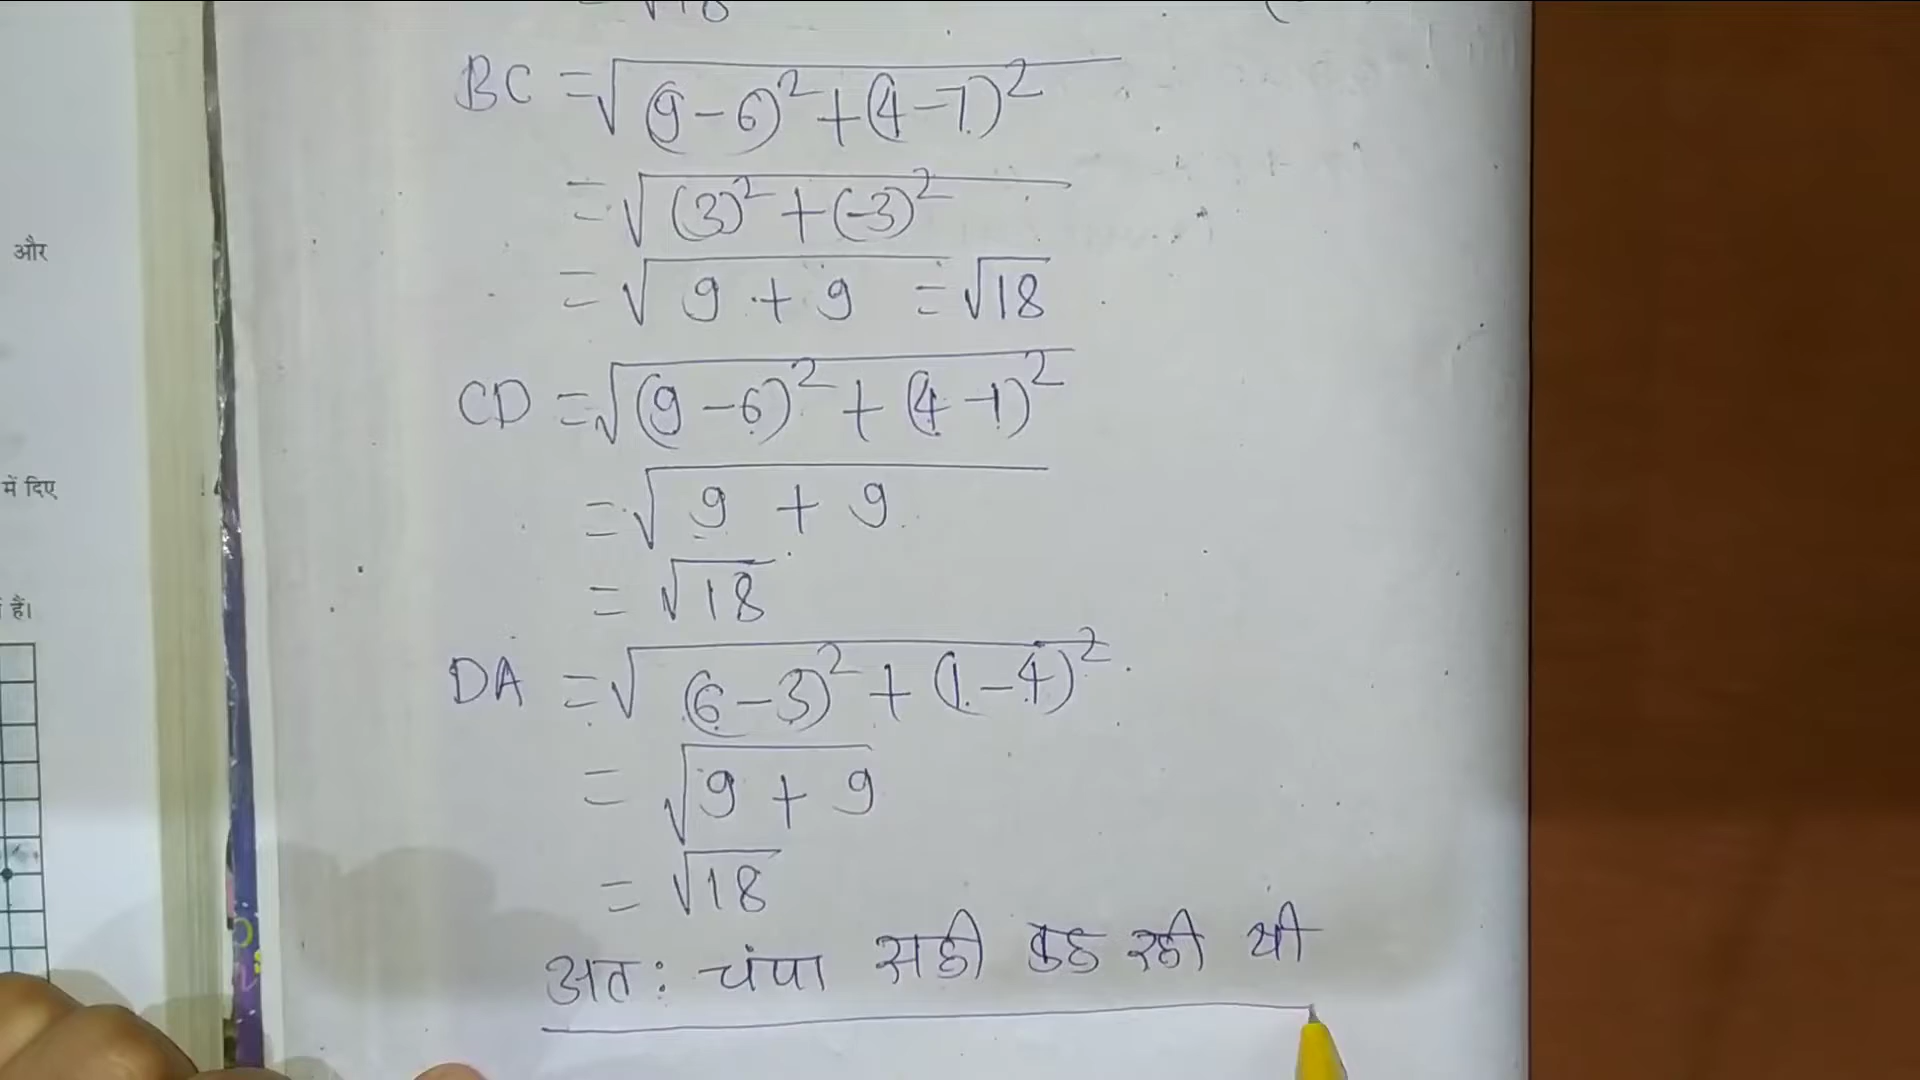 = √18
BC = √(9-6)² + (4-7)²
= √(3)² + (-3)²
= √9 + 9 = √18
CD = √(9-6)² + (4-1)²
= √9 + 9
= √18
DA = √(6-3)² + (1-4)²
= √9 + 9
= √18
अत: चंपा सही कह रही थी
और
में दिए
हैं।